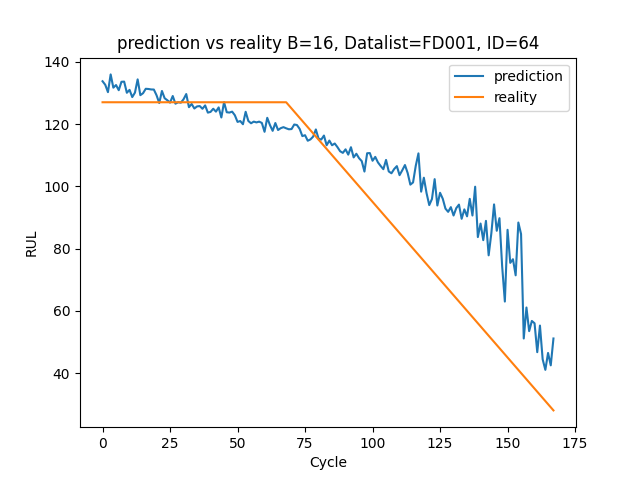 prediction vs reality B=16, Datalist=FD001, ID=64
prediction
reality
140
120
100
80
60
40
RUL
0 25 50 75 100 125 150 175
Cycle